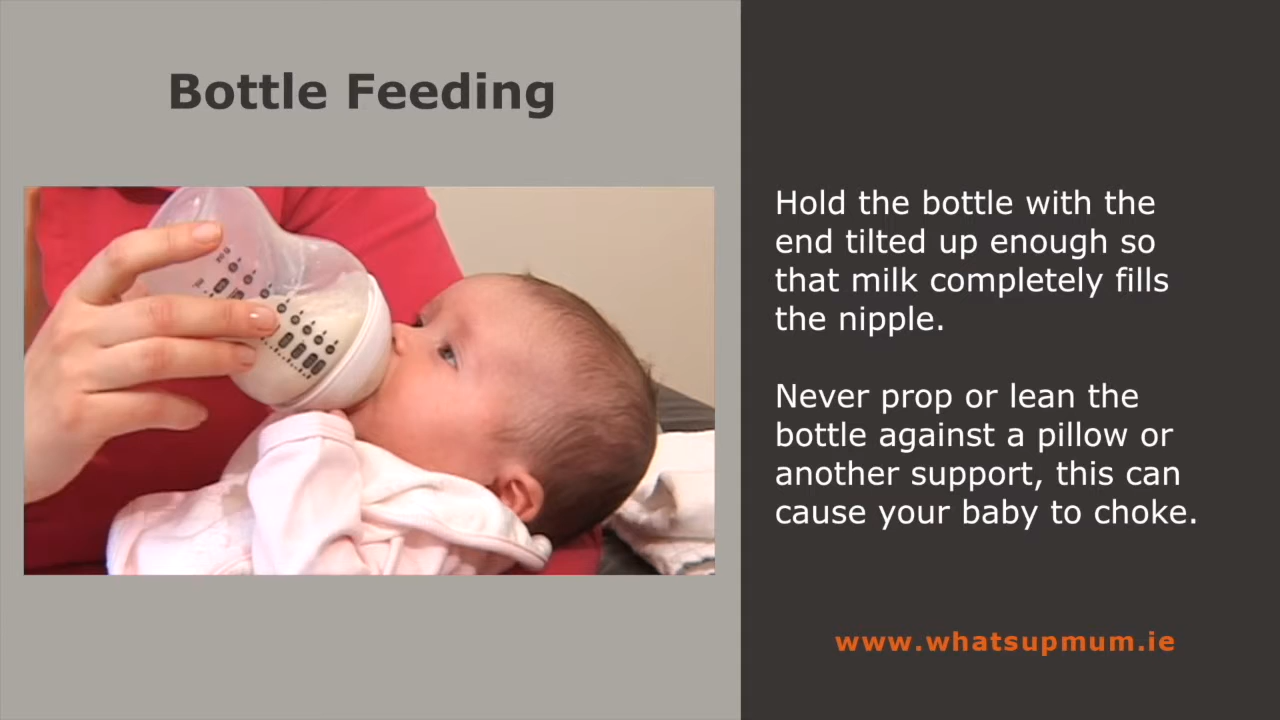 Bottle Feeding
Hold the bottle with the
end tilted up enough so
that milk completely fills
the nipple.
Never prop or lean the
bottle against a pillow or
another support, this can
cause your baby to choke.
www.whatsupmum.ie